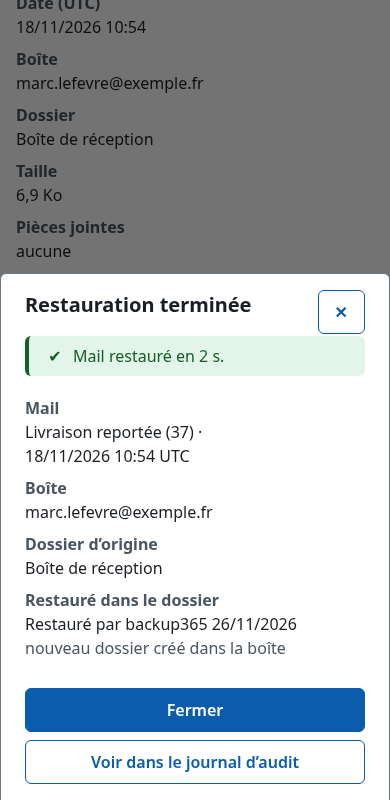 Date (UTC)
18/11/2026 10:54
Boîte
marc.lefevre@exemple.fr
Dossier
Boîte de réception
Taille
6,9 Ko
Pièces jointes
aucune
Restauration terminée
×
✔ Mail restauré en 2 s.
Mail
Livraison reportée (37) ·
18/11/2026 10:54 UTC
Boîte
marc.lefevre@exemple.fr
Dossier d’origine
Boîte de réception
Restauré dans le dossier
Restauré par backup365 26/11/2026
nouveau dossier créé dans la boîte
Fermer
Voir dans le journal d’audit